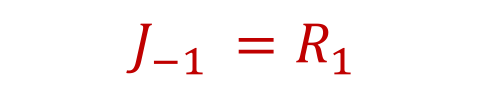 J₋₁ = R₁